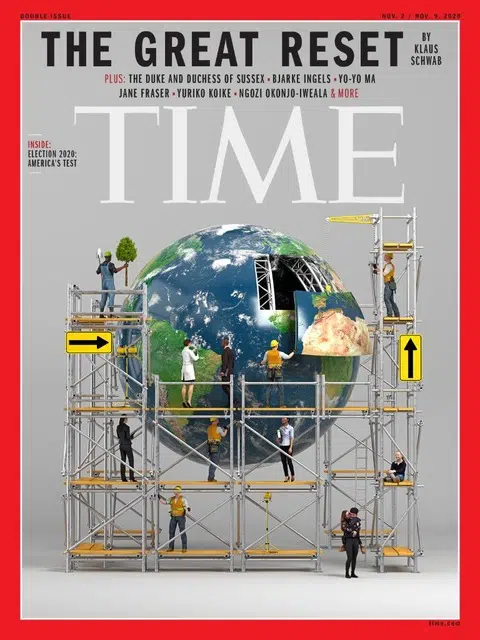 DOUBLE ISSUE
NOV. 2 / NOV. 9, 2020
THE GREAT RESET
BY
KLAUS
SCHWAB
PLUS: THE DUKE AND DUCHESS OF SUSSEX • BJARKE INGELS • YO-YO MA
JANE FRASER • YURIKO KOIKE • NGOZI OKONJO-IWEALA & MORE
TIME
INSIDE:
ELECTION 2020:
AMERICA'S TEST
time.com